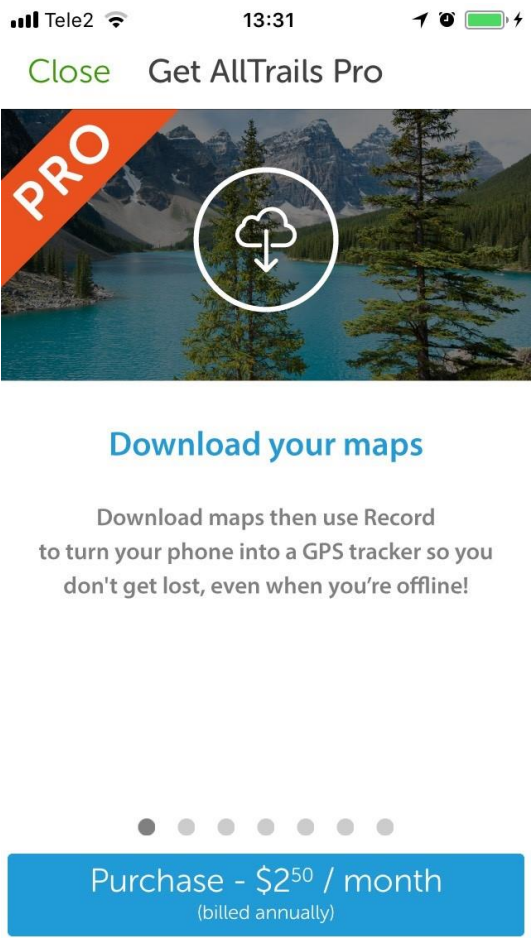 Tele2 13:31
Close Get AllTrails Pro
PRO
Download your maps
Download maps then use Record
to turn your phone into a GPS tracker so you
don't get lost, even when you’re offline!
Purchase - $2⁵⁰ / month
(billed annually)